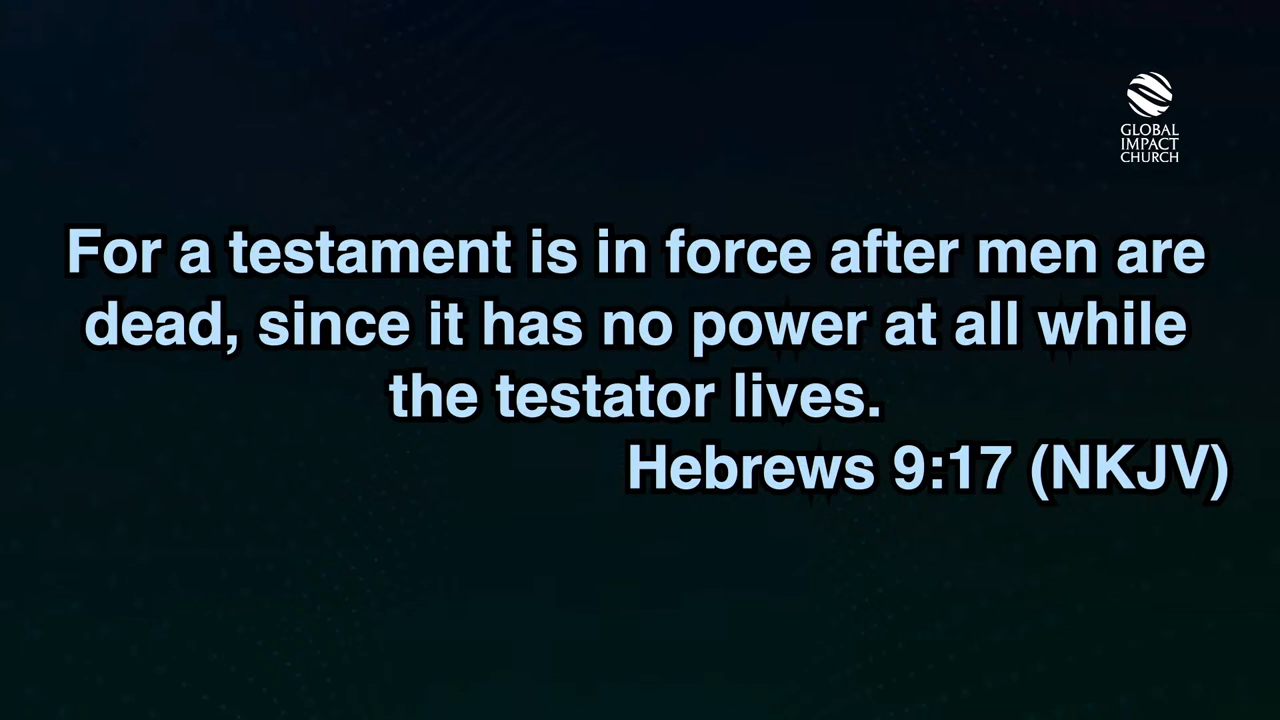 GLOBAL
IMPACT
CHURCH
For a testament is in force after men are
dead, since it has no power at all while
the testator lives.
Hebrews 9:17 (NKJV)